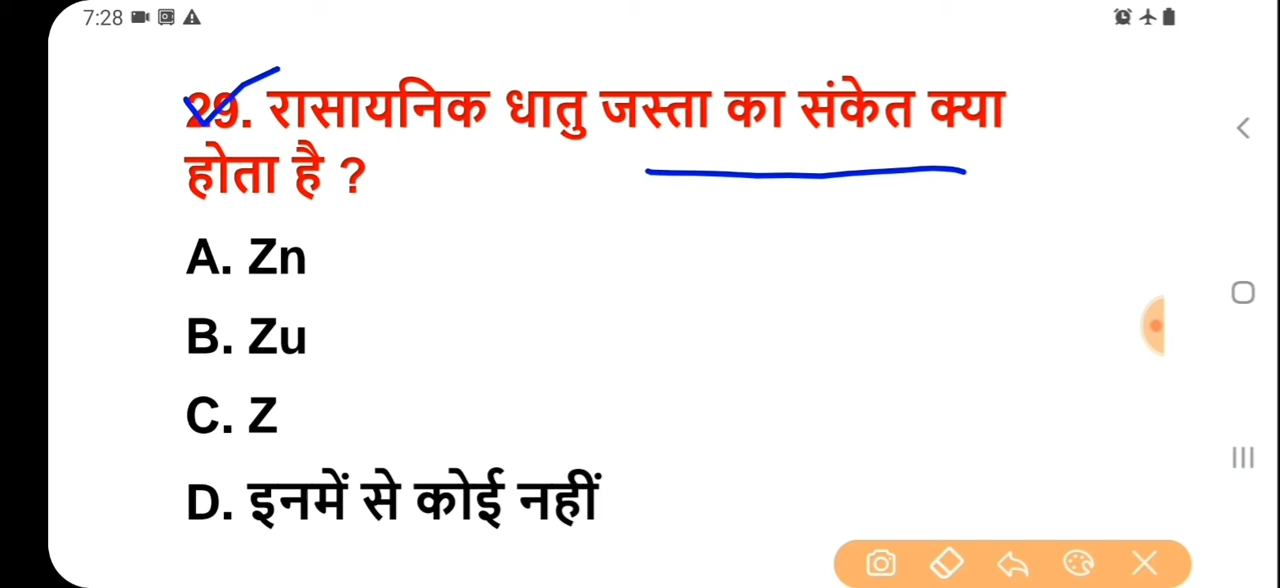 7:28
29. रासायनिक धातु जस्ता का संकेत क्या
होता है ?
A. Zn
B. Zu
C. Z
D. इनमें से कोई नहीं